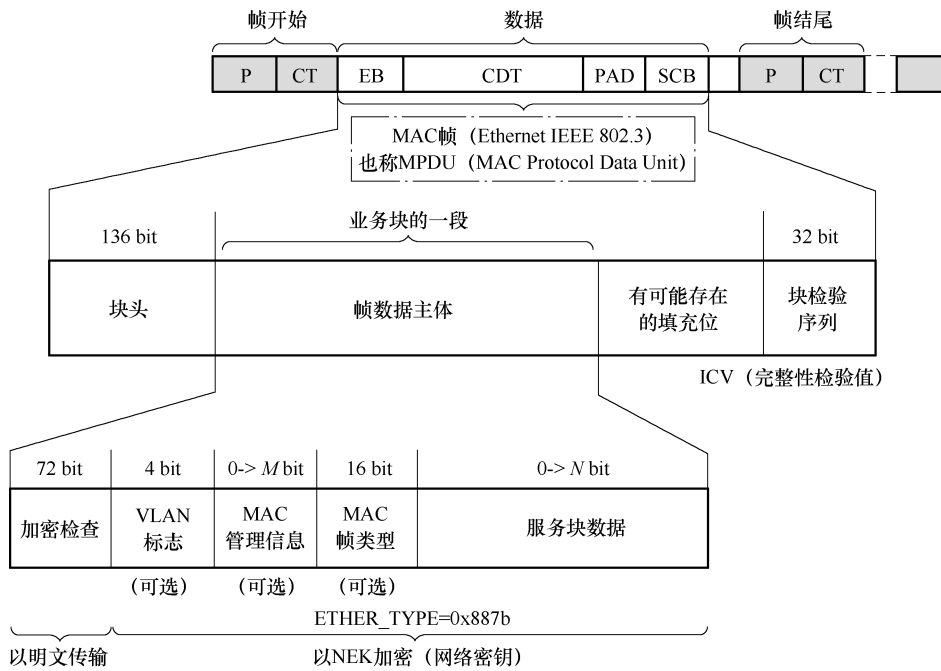 帧开始 数据 帧结尾
P CT EB CDT PAD SCB P CT
MAC帧（Ethernet IEEE 802.3）
也称MPDU（MAC Protocol Data Unit）
136 bit 业务块的一段 32 bit
块头 帧数据主体 有可能存在
的填充位 块检验
序列
ICV（完整性检验值）
72 bit 4 bit 0-> M bit 16 bit 0-> N bit
加密检查 VLAN
标志 MAC
管理信息 MAC
帧类型 服务块数据
（可选） （可选） （可选）
ETHER_TYPE=0x887b
以明文传输 以NEK加密（网络密钥）